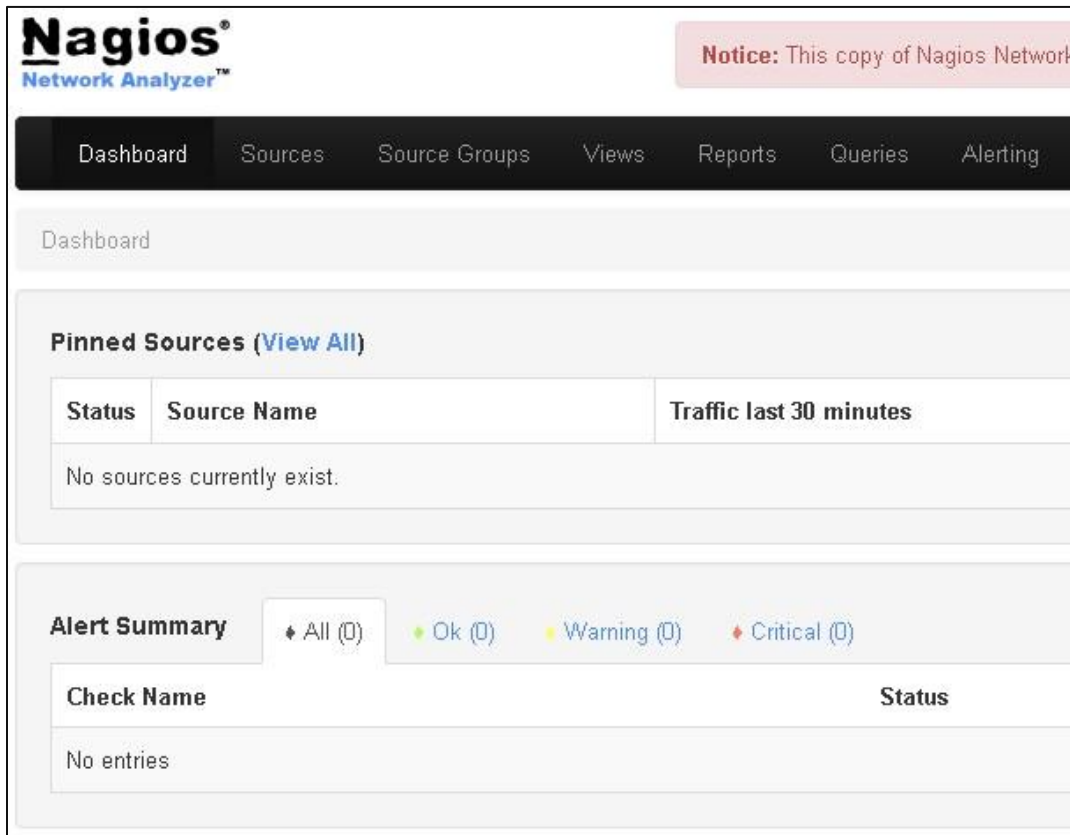 Nagios®
Network Analyzer™
Notice: This copy of Nagios Network
Dashboard Sources Source Groups Views Reports Queries Alerting
Dashboard
Pinned Sources (View All)
Status Source Name Traffic last 30 minutes
No sources currently exist.
Alert Summary All (0) Ok (0) Warning (0) Critical (0)
Check Name Status
No entries